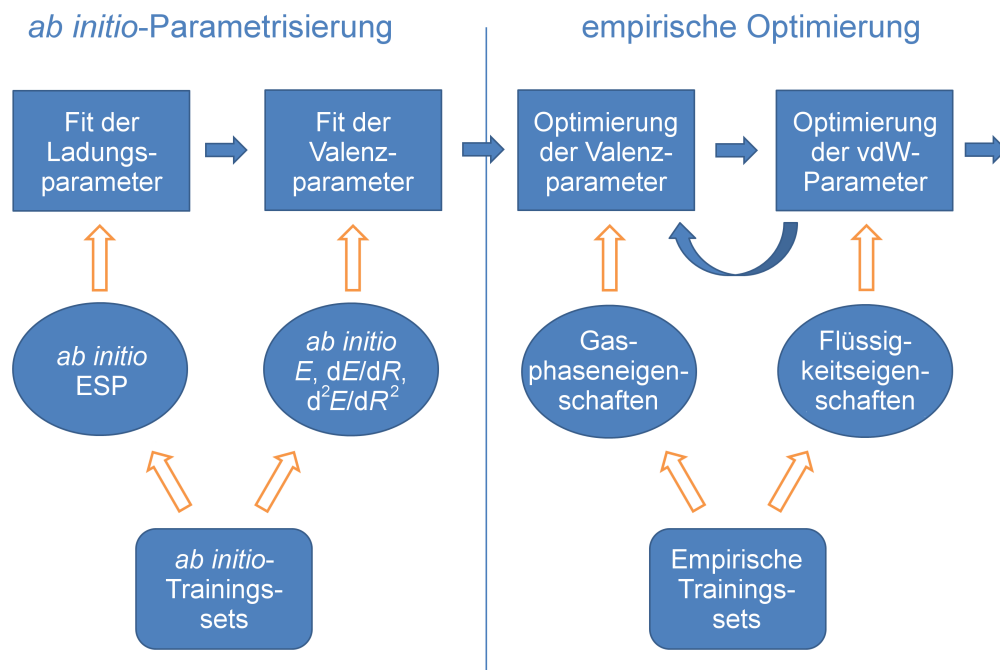 ab initio-Parametrisierung
empirische Optimierung
Fit der
Ladungs-
parameter
Fit der
Valenz-
parameter
Optimierung
der Valenz-
parameter
Optimierung
der vdW-
Parameter
ab initio
ESP
ab initio
E, dE/dR,
d²E/dR²
Gas-
phaseneigen-
schaften
Flüssig-
keitseigen-
schaften
ab initio-
Trainings-
sets
Empirische
Trainings-
sets